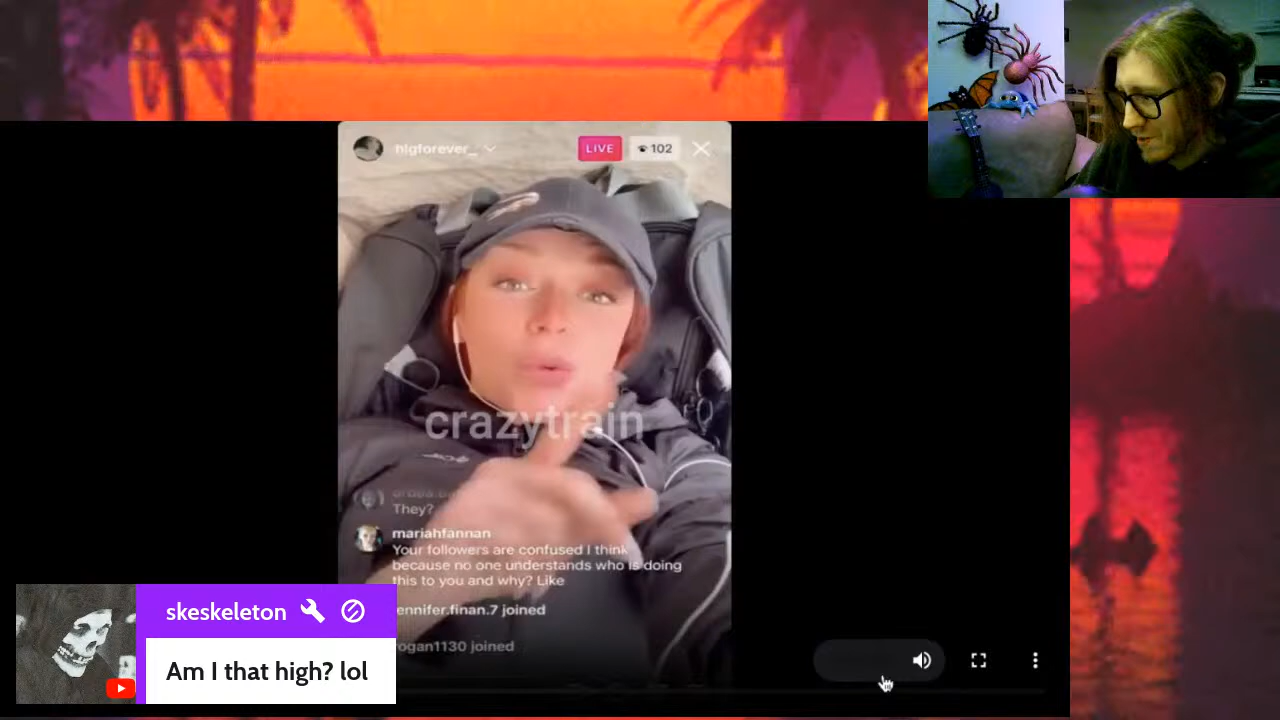 higforever_
LIVE
102
crazytrain
They?
mariahfannan
Your followers are confused I think
because no one understands who is doing
this to you and why? Like
ennifer.finan.7 joined
ogan1130 joined
skeskeleton
Am I that high? lol